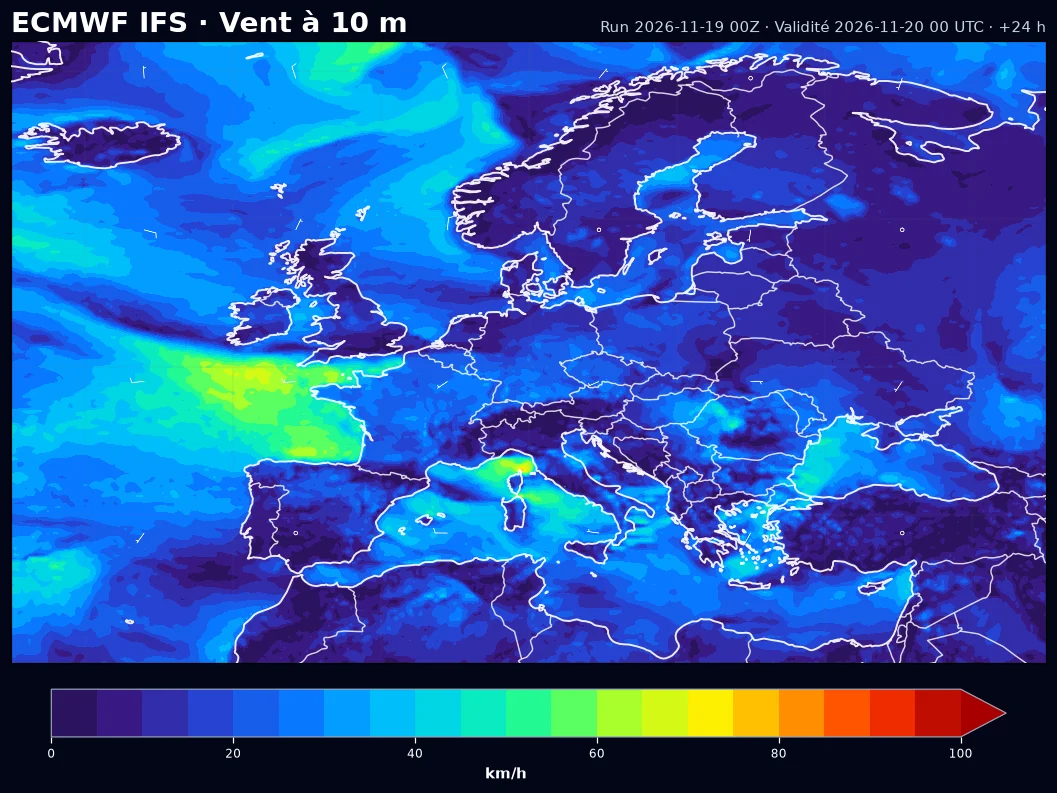 ECMWF IFS · Vent à 10 m
Run 2026-11-19 00Z · Validité 2026-11-20 00 UTC · +24 h
0 20 40 60 80 100
km/h